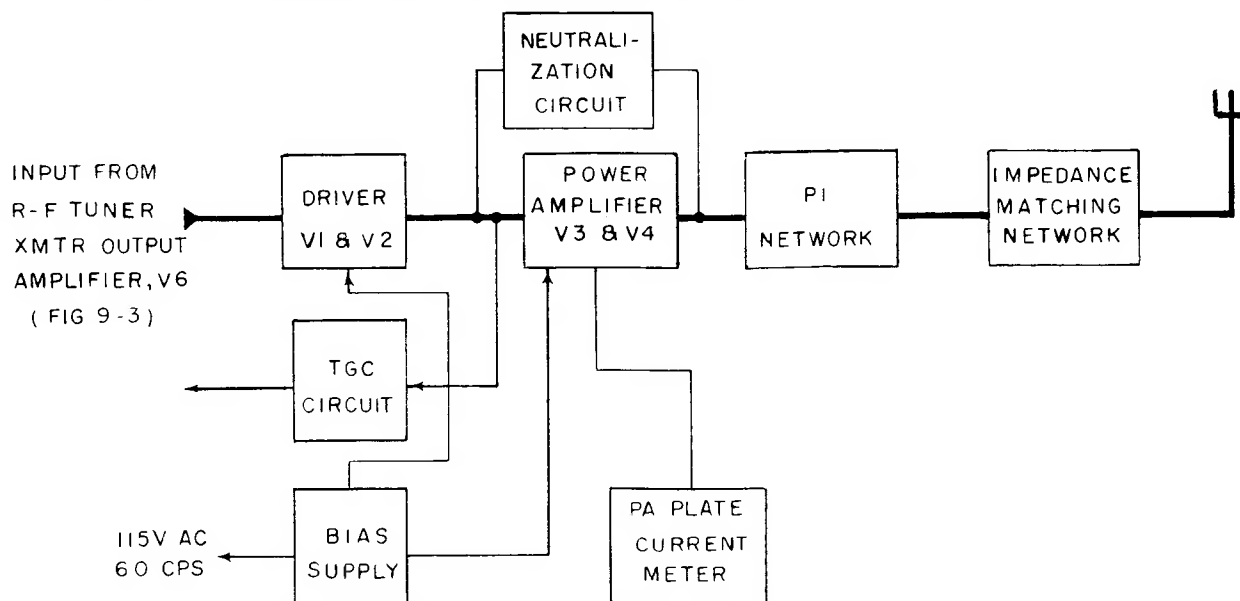 NEUTRALI-
ZATION
CIRCUIT
INPUT FROM
R-F TUNER
XMTR OUTPUT
AMPLIFIER, V6
( FIG 9-3 )
DRIVER
V1 & V2
POWER
AMPLIFIER
V3 & V4
PI
NETWORK
IMPEDANCE
MATCHING
NETWORK
TGC
CIRCUIT
115V AC
60 CPS
BIAS
SUPPLY
PA PLATE
CURRENT
METER